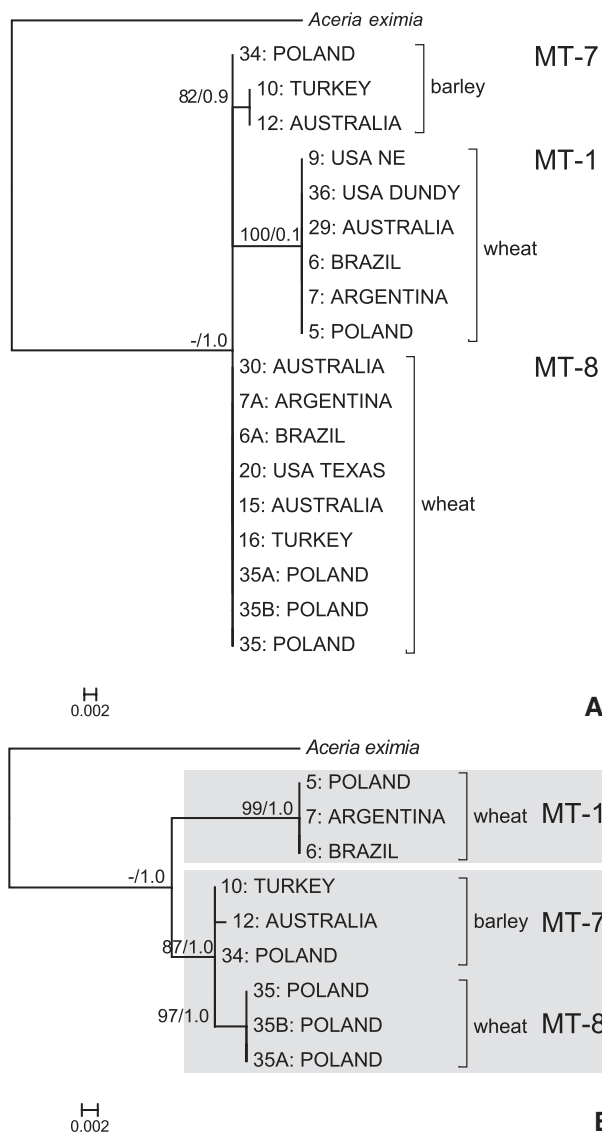 Aceria eximia
34: POLAND MT-7
82/0.9 10: TURKEY barley
12: AUSTRALIA
9: USA NE MT-1
36: USA DUNDY
100/0.1 29: AUSTRALIA
wheat
6: BRAZIL
7: ARGENTINA
5: POLAND
-/1.0
30: AUSTRALIA MT-8
7A: ARGENTINA
6A: BRAZIL
20: USA TEXAS
15: AUSTRALIA wheat
16: TURKEY
35A: POLAND
35B: POLAND
35: POLAND
0.002
A
Aceria eximia
5: POLAND
99/1.0 7: ARGENTINA wheat MT-1
6: BRAZIL
-/1.0
10: TURKEY
12: AUSTRALIA barley MT-7
87/1.0 34: POLAND
35: POLAND
97/1.0 35B: POLAND wheat MT-8
35A: POLAND
0.002